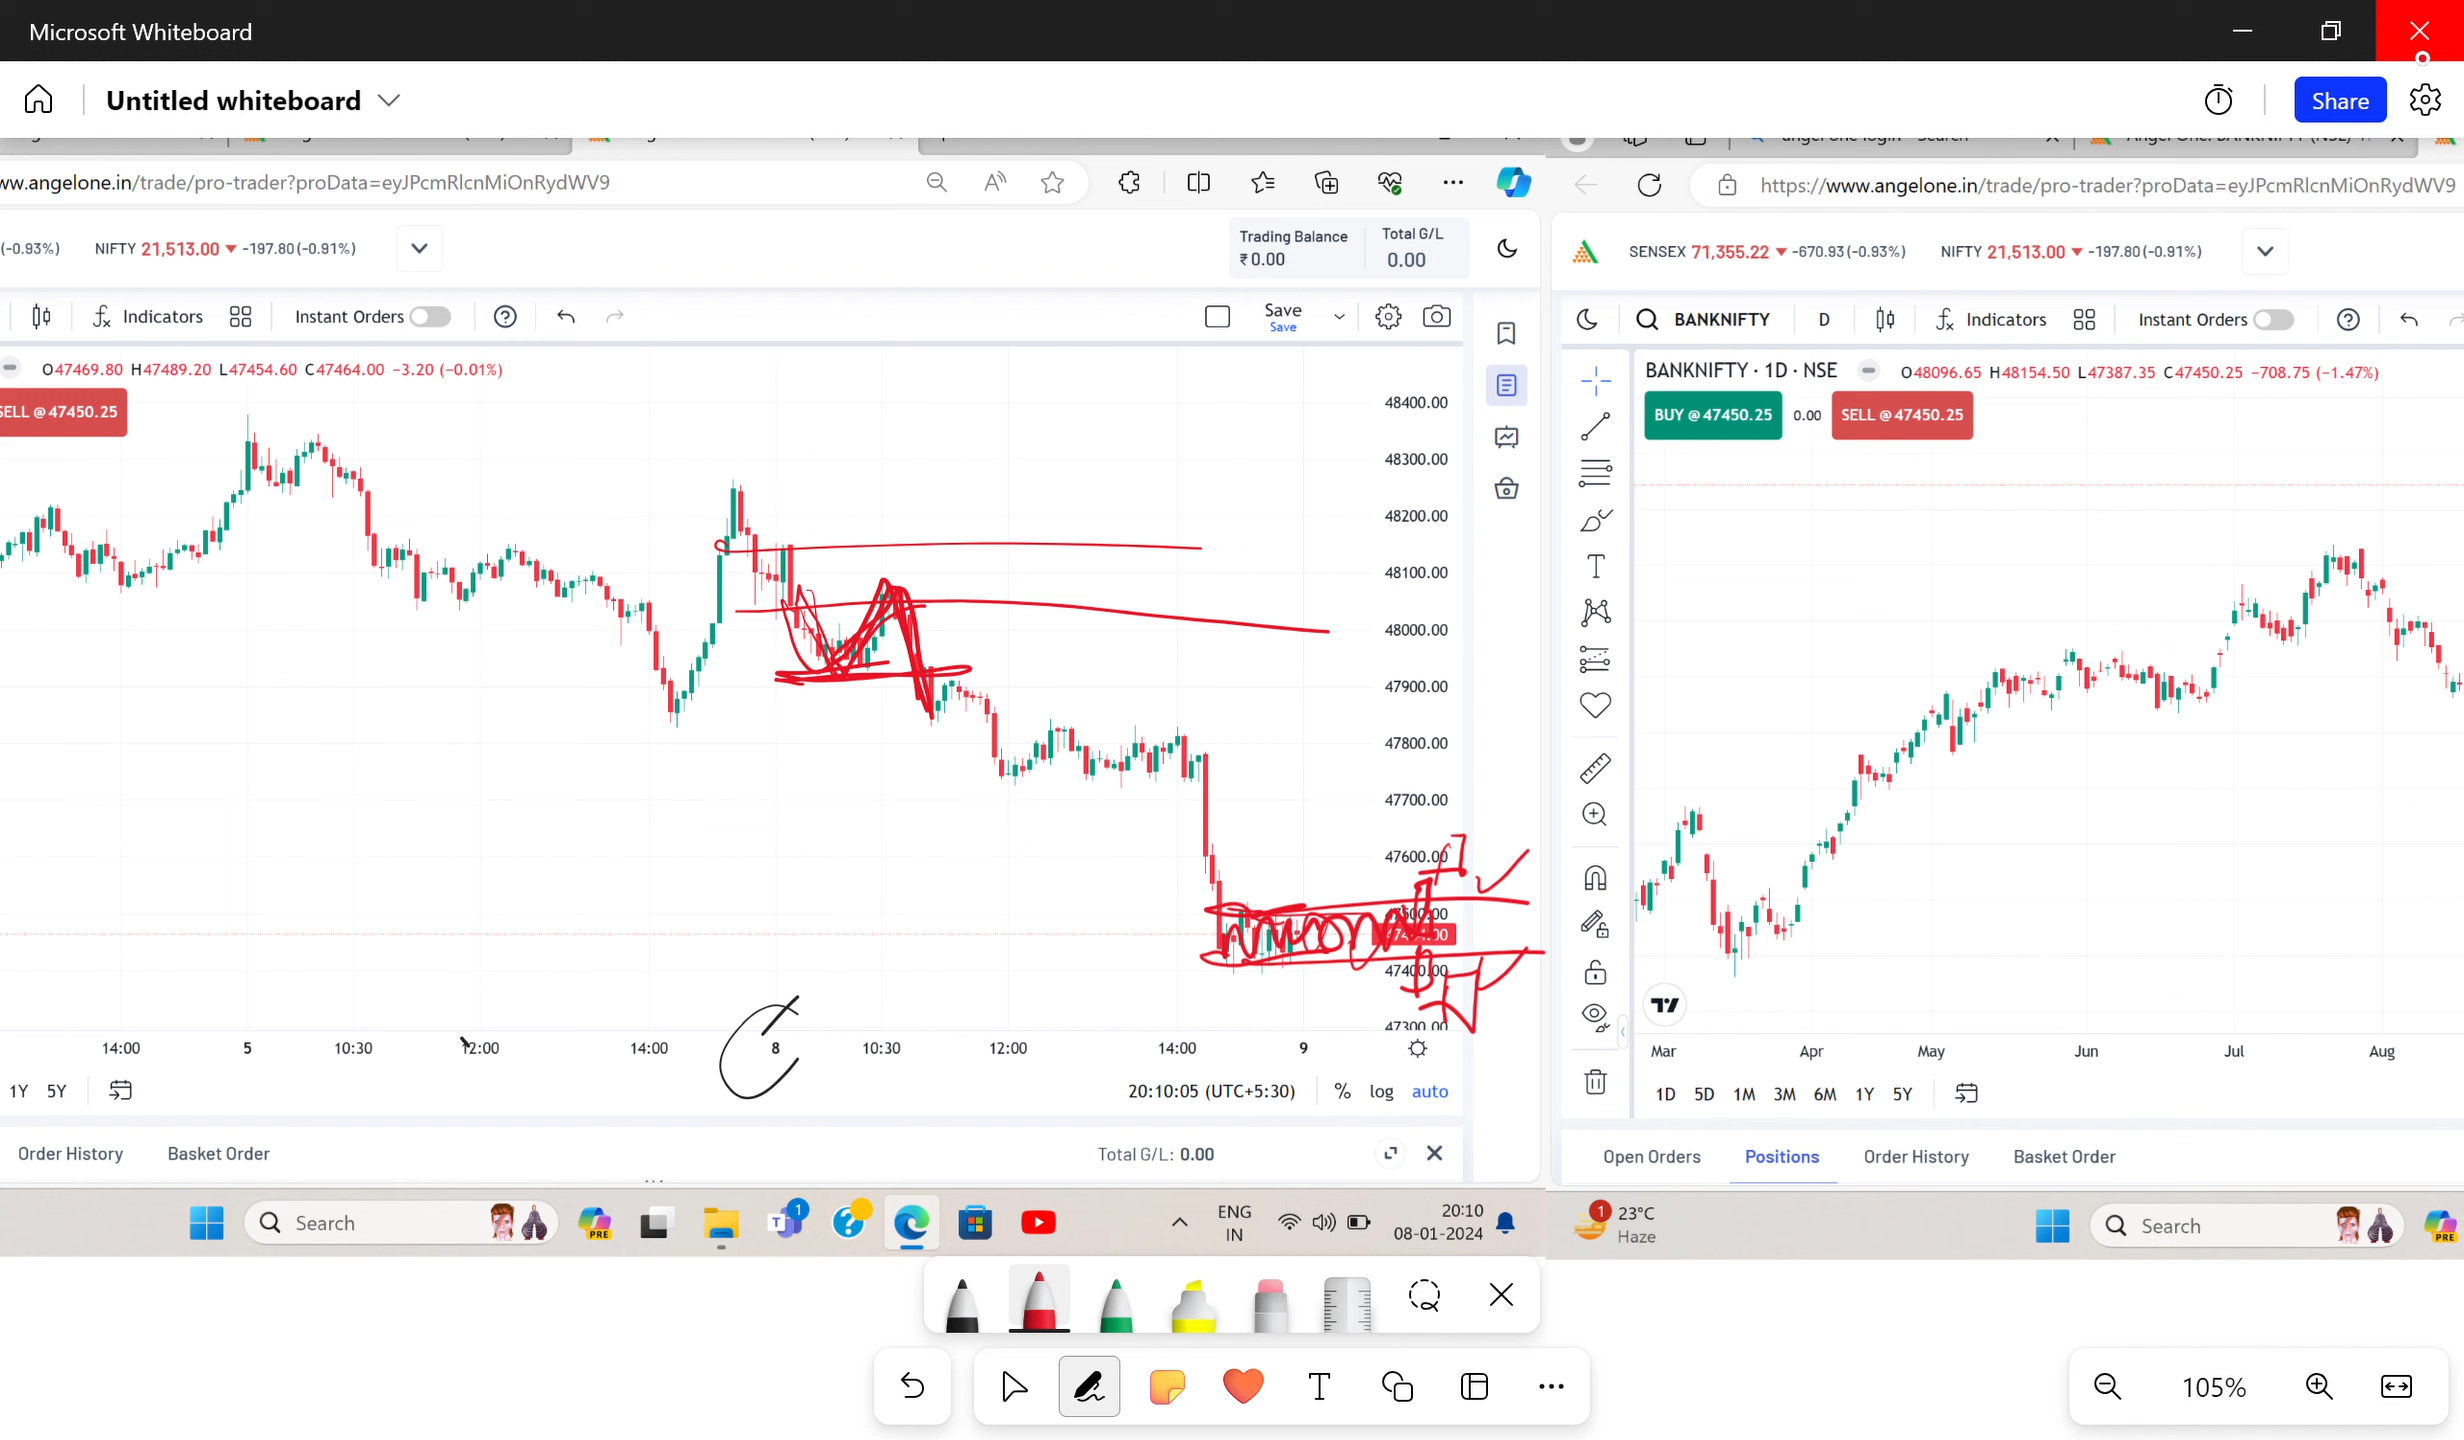 Microsoft Whiteboard
Untitled whiteboard
Share
ww.angelone.in/trade/pro-trader?proData=eyJPcmRlcnMiOnRydWV9
https://www.angelone.in/trade/pro-trader?proData=eyJPcmRlcnMiOnRydWV9
(-0.93%) NIFTY 21,513.00 -197.80(-0.91%)
Trading Balance
₹0.00
Total G/L
0.00
SENSEX 71,355.22 -670.93(-0.93%) NIFTY 21,513.00 -197.80(-0.91%)
Indicators Instant Orders
Save
Save
BANKNIFTY D Indicators Instant Orders
O47469.80 H47489.20 L47454.60 C47464.00 −3.20 (−0.01%)
SELL @ 47450.25
BANKNIFTY · 1D · NSE O48096.65 H48154.50 L47387.35 C47450.25 −708.75 (−1.47%)
BUY @ 47450.25 0.00 SELL @ 47450.25
48400.00
48300.00
48200.00
48100.00
48000.00
47900.00
47800.00
47700.00
47600.00
47500.00
47400.00
47300.00
14:00 5 10:30 12:00 14:00 8 10:30 12:00 14:00 9
Mar Apr May Jun Jul Aug
1Y 5Y
20:10:05 (UTC+5:30) % log auto
1D 5D 1M 3M 6M 1Y 5Y
Order History Basket Order
Total G/L: 0.00
Open Orders Positions Order History Basket Order
Search
PRE
T 1
ENG
IN
20:10
08-01-2024
1
23°C
Haze
Search
PRE
105%